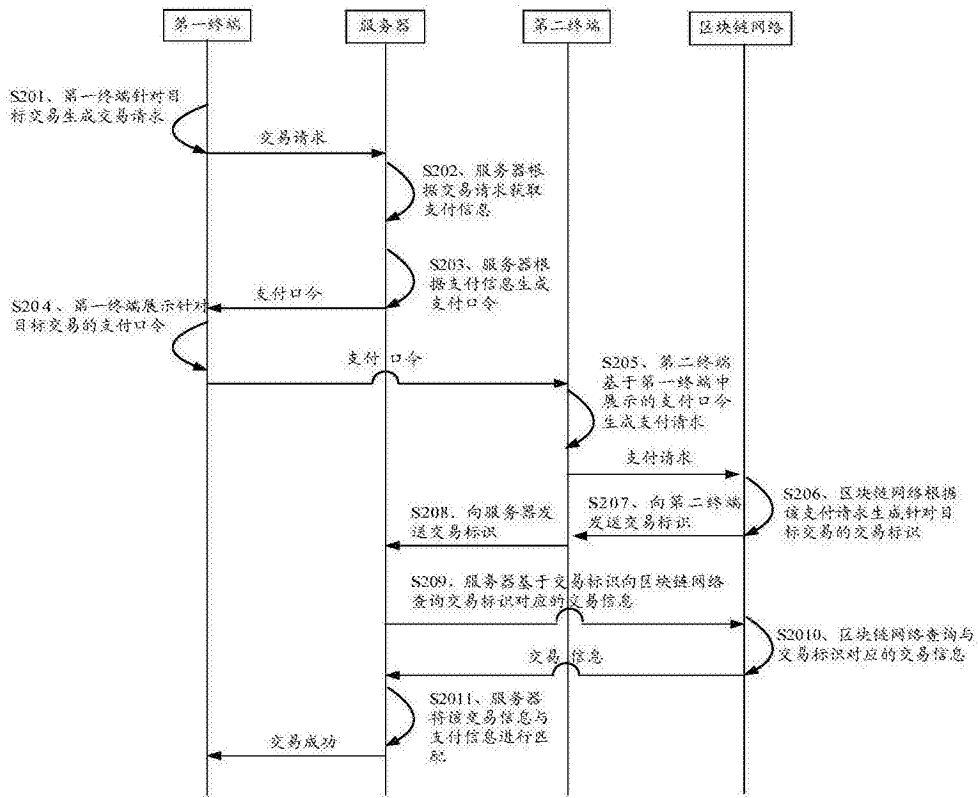 第一终端
服务器
第二终端
区块链网络
S201、第一终端针对目
标交易生成交易请求
交易请求
S202、服务器根
据交易请求获取
支付信息
S203、服务器根
据支付信息生成
支付口令
支付口令
S204、第一终端展示针对
目标交易的支付口令
支付 口令
S205、第二终端
基于第一终端中
展示的支付口令
生成支付请求
支付请求
S206、区块链网络根据
该支付请求生成针对目
标交易的交易标识
S207、向第二终端
发送交易标识
S208、向服务器发
送交易标识
S209、服务器基于交易标识向区块链网络
查询交易标识对应的交易信息
S2010、区块链网络查询与
交易标识对应的交易信息
交易 信息
S2011、服务器
将该交易信息与
支付信息进行匹
配
交易成功